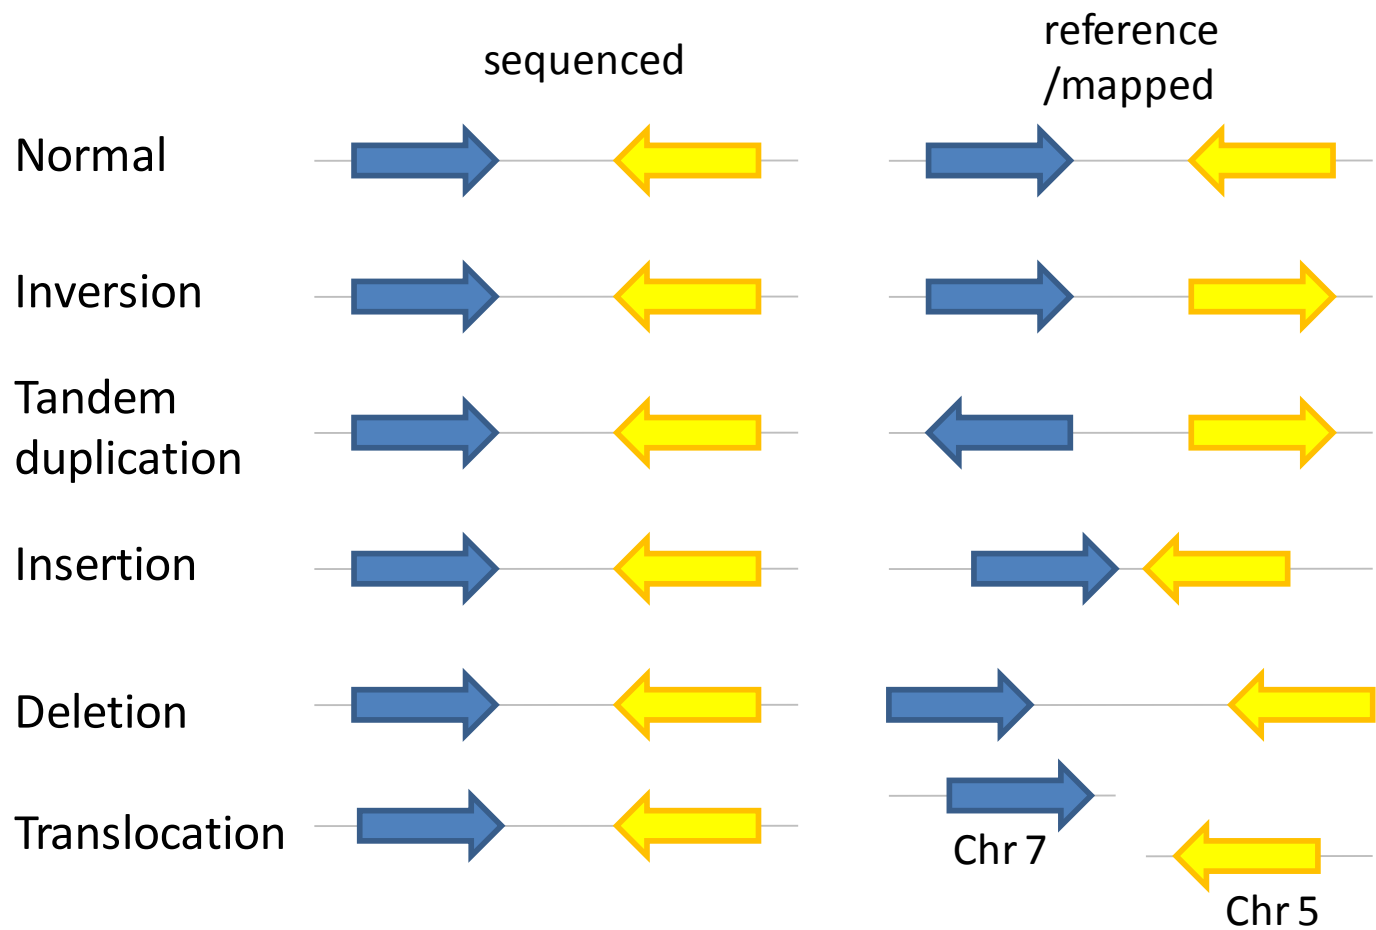 sequenced
reference
/mapped
Normal
Inversion
Tandem
duplication
Insertion
Deletion
Translocation
Chr 7
Chr 5